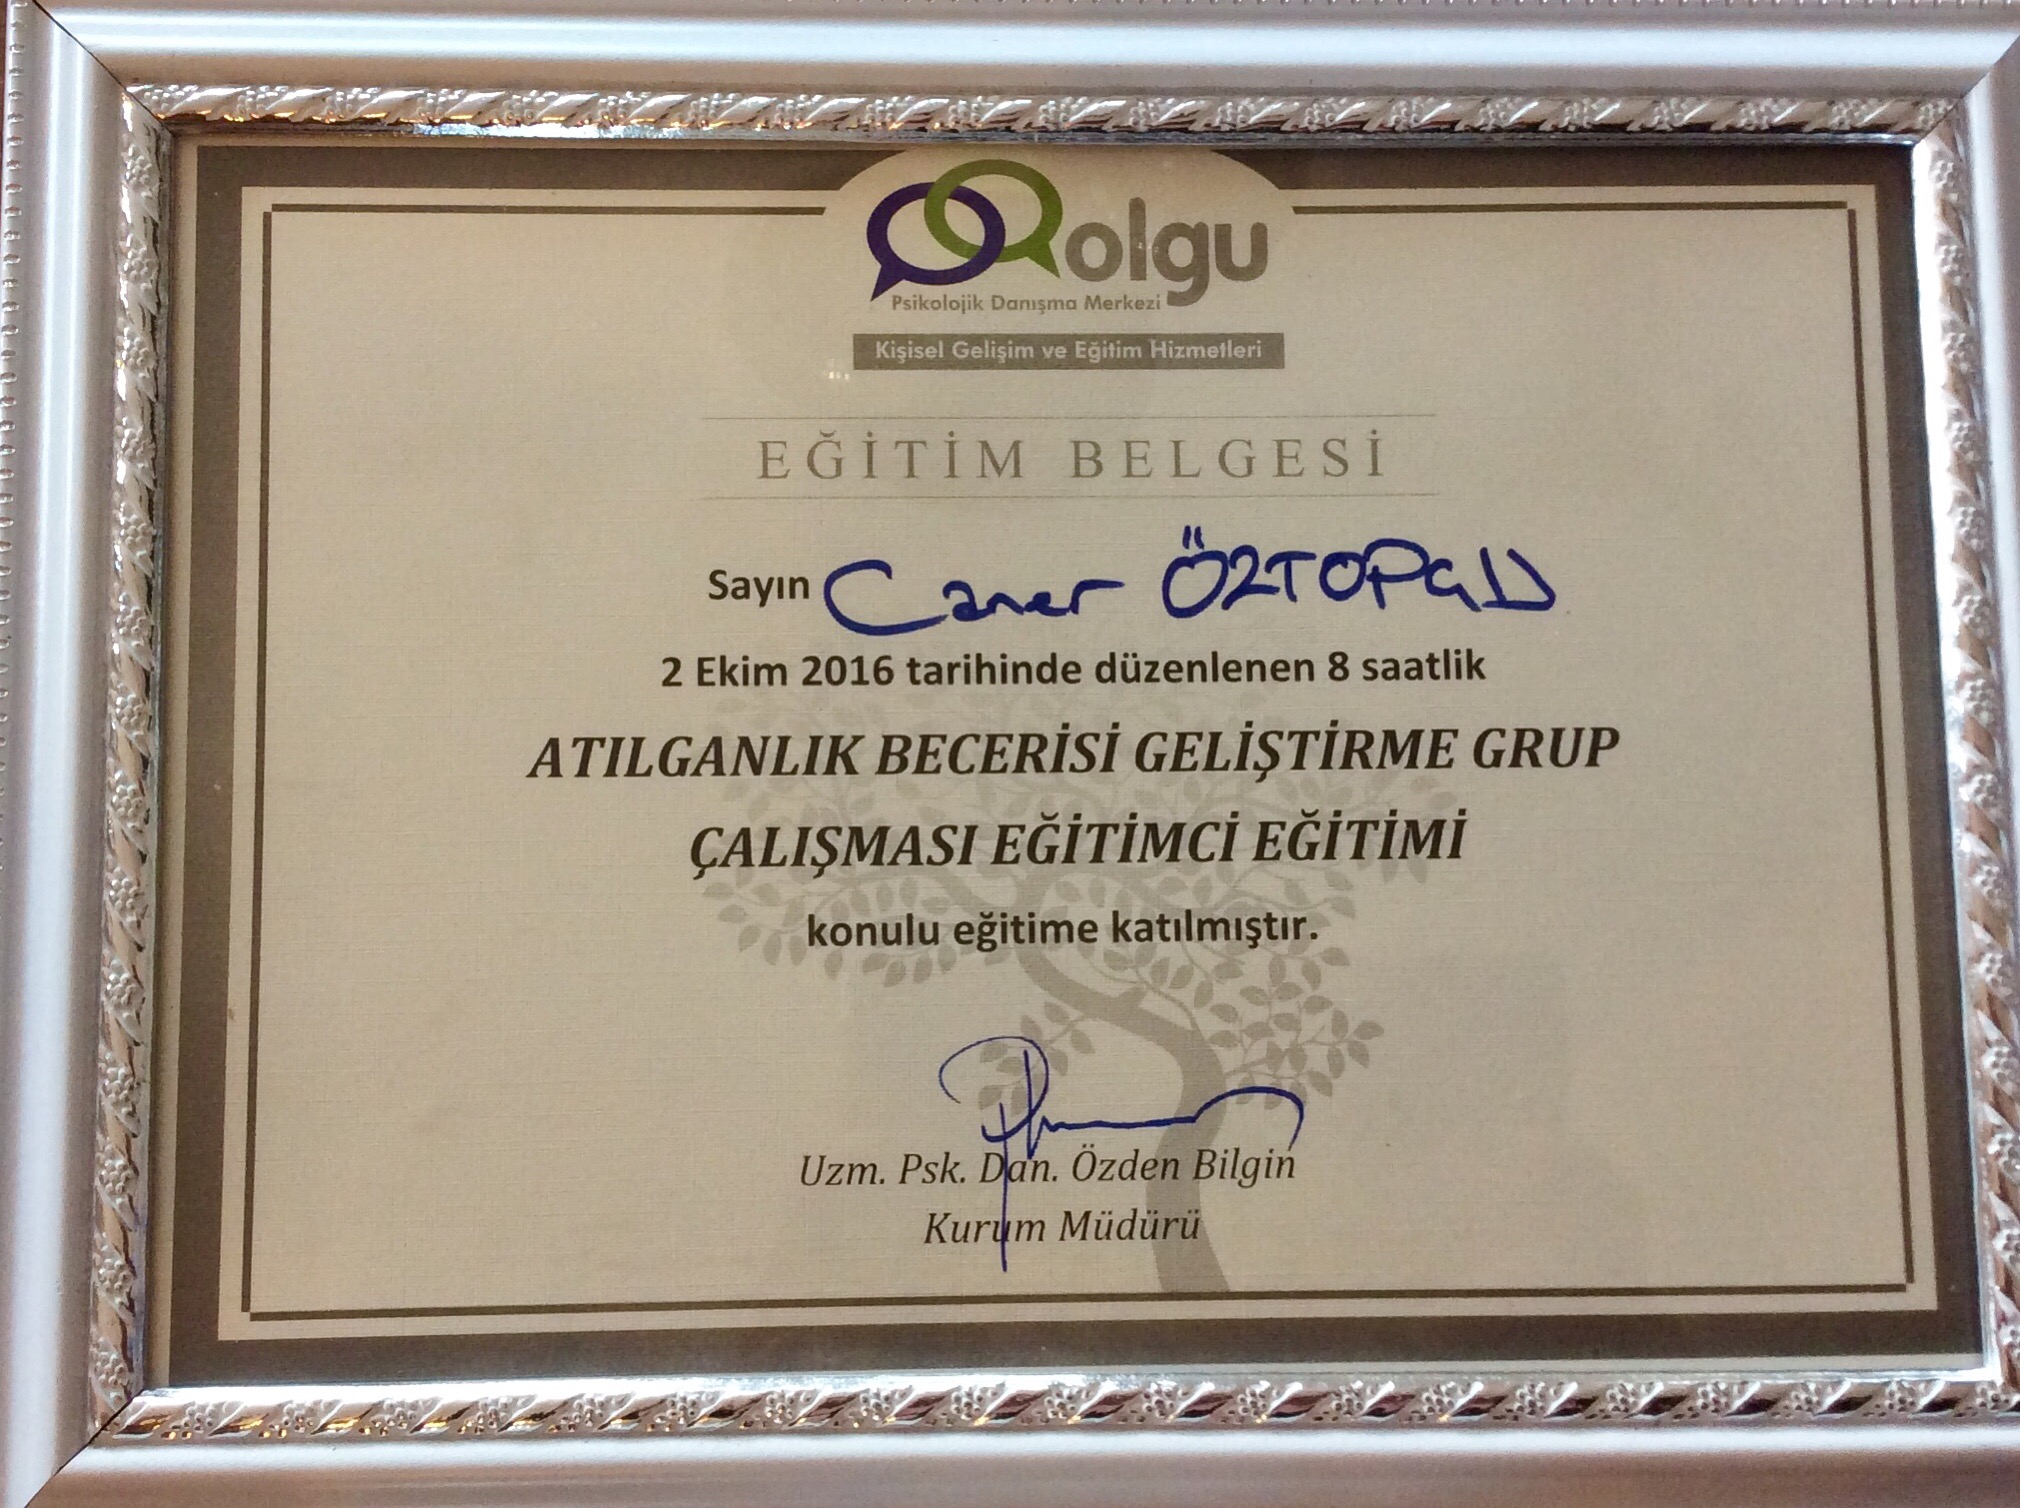 olgu
Psikolojik Danışma Merkezi
Kişisel Gelişim ve Eğitim Hizmetleri
EĞİTİM BELGESİ
Sayın Caner
2 Ekim 2016 tarihinde düzenlenen 8 saatlik
ATILGANLIK BECERİSİ GELİŞTİRME GRUP
ÇALIŞMASI EĞİTİMCİ EĞİTİMİ
konulu eğitime katılmıştır.
Uzm. Psk. Dan. Özden Bilgin
Kurum Müdürü